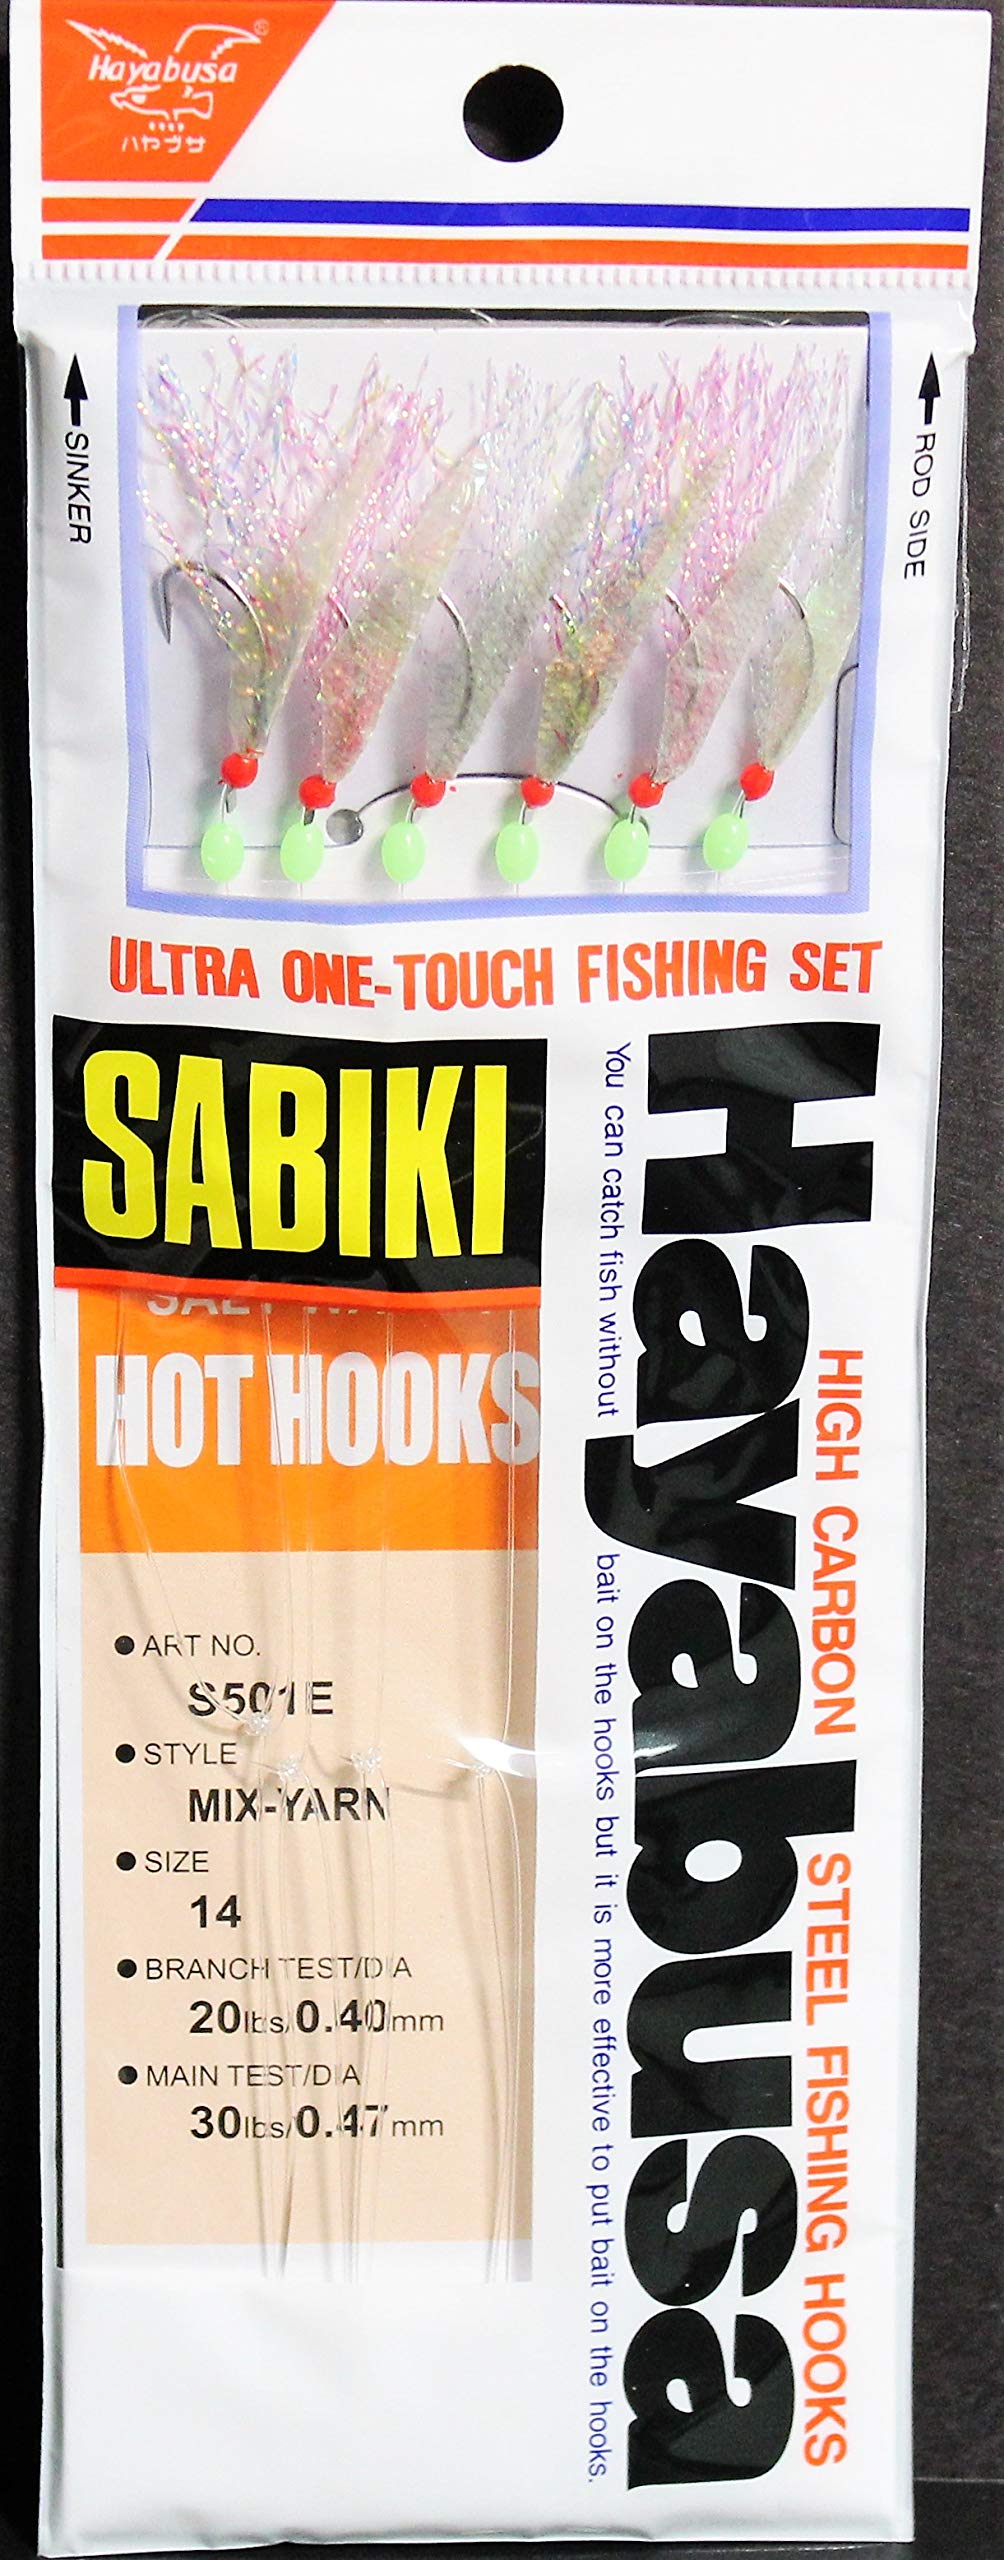 Hayabusa®
ハヤブサ
SINKER
ROD SIDE
ULTRA ONE-TOUCH FISHING SET
SABIKI
HOT HOOKS
ART NO.
S501E
STYLE
MIX-YARN
SIZE
14
BRANCH TEST/DIA
20lbs/0.40mm
MAIN TEST/DIA
30lbs/0.47mm
Hayabusa
HIGH CARBON STEEL FISHING HOOKS
You can catch fish without bait on the hooks but it is more effective to put bait on the hooks.